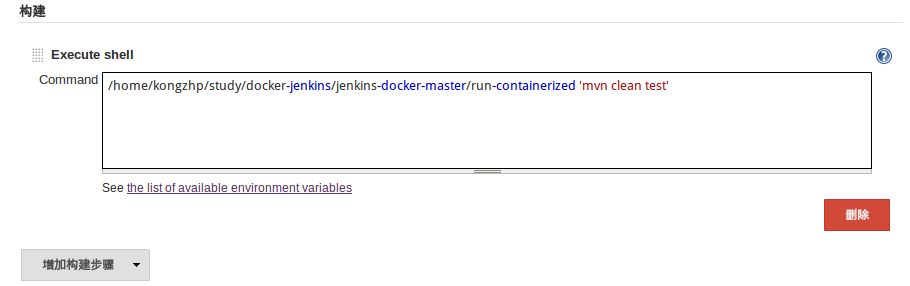 构建
Execute shell
?
Command
/home/kongzhp/study/docker-jenkins/jenkins-docker-master/run-containerized 'mvn clean test'
See the list of available environment variables
删除
增加构建步骤